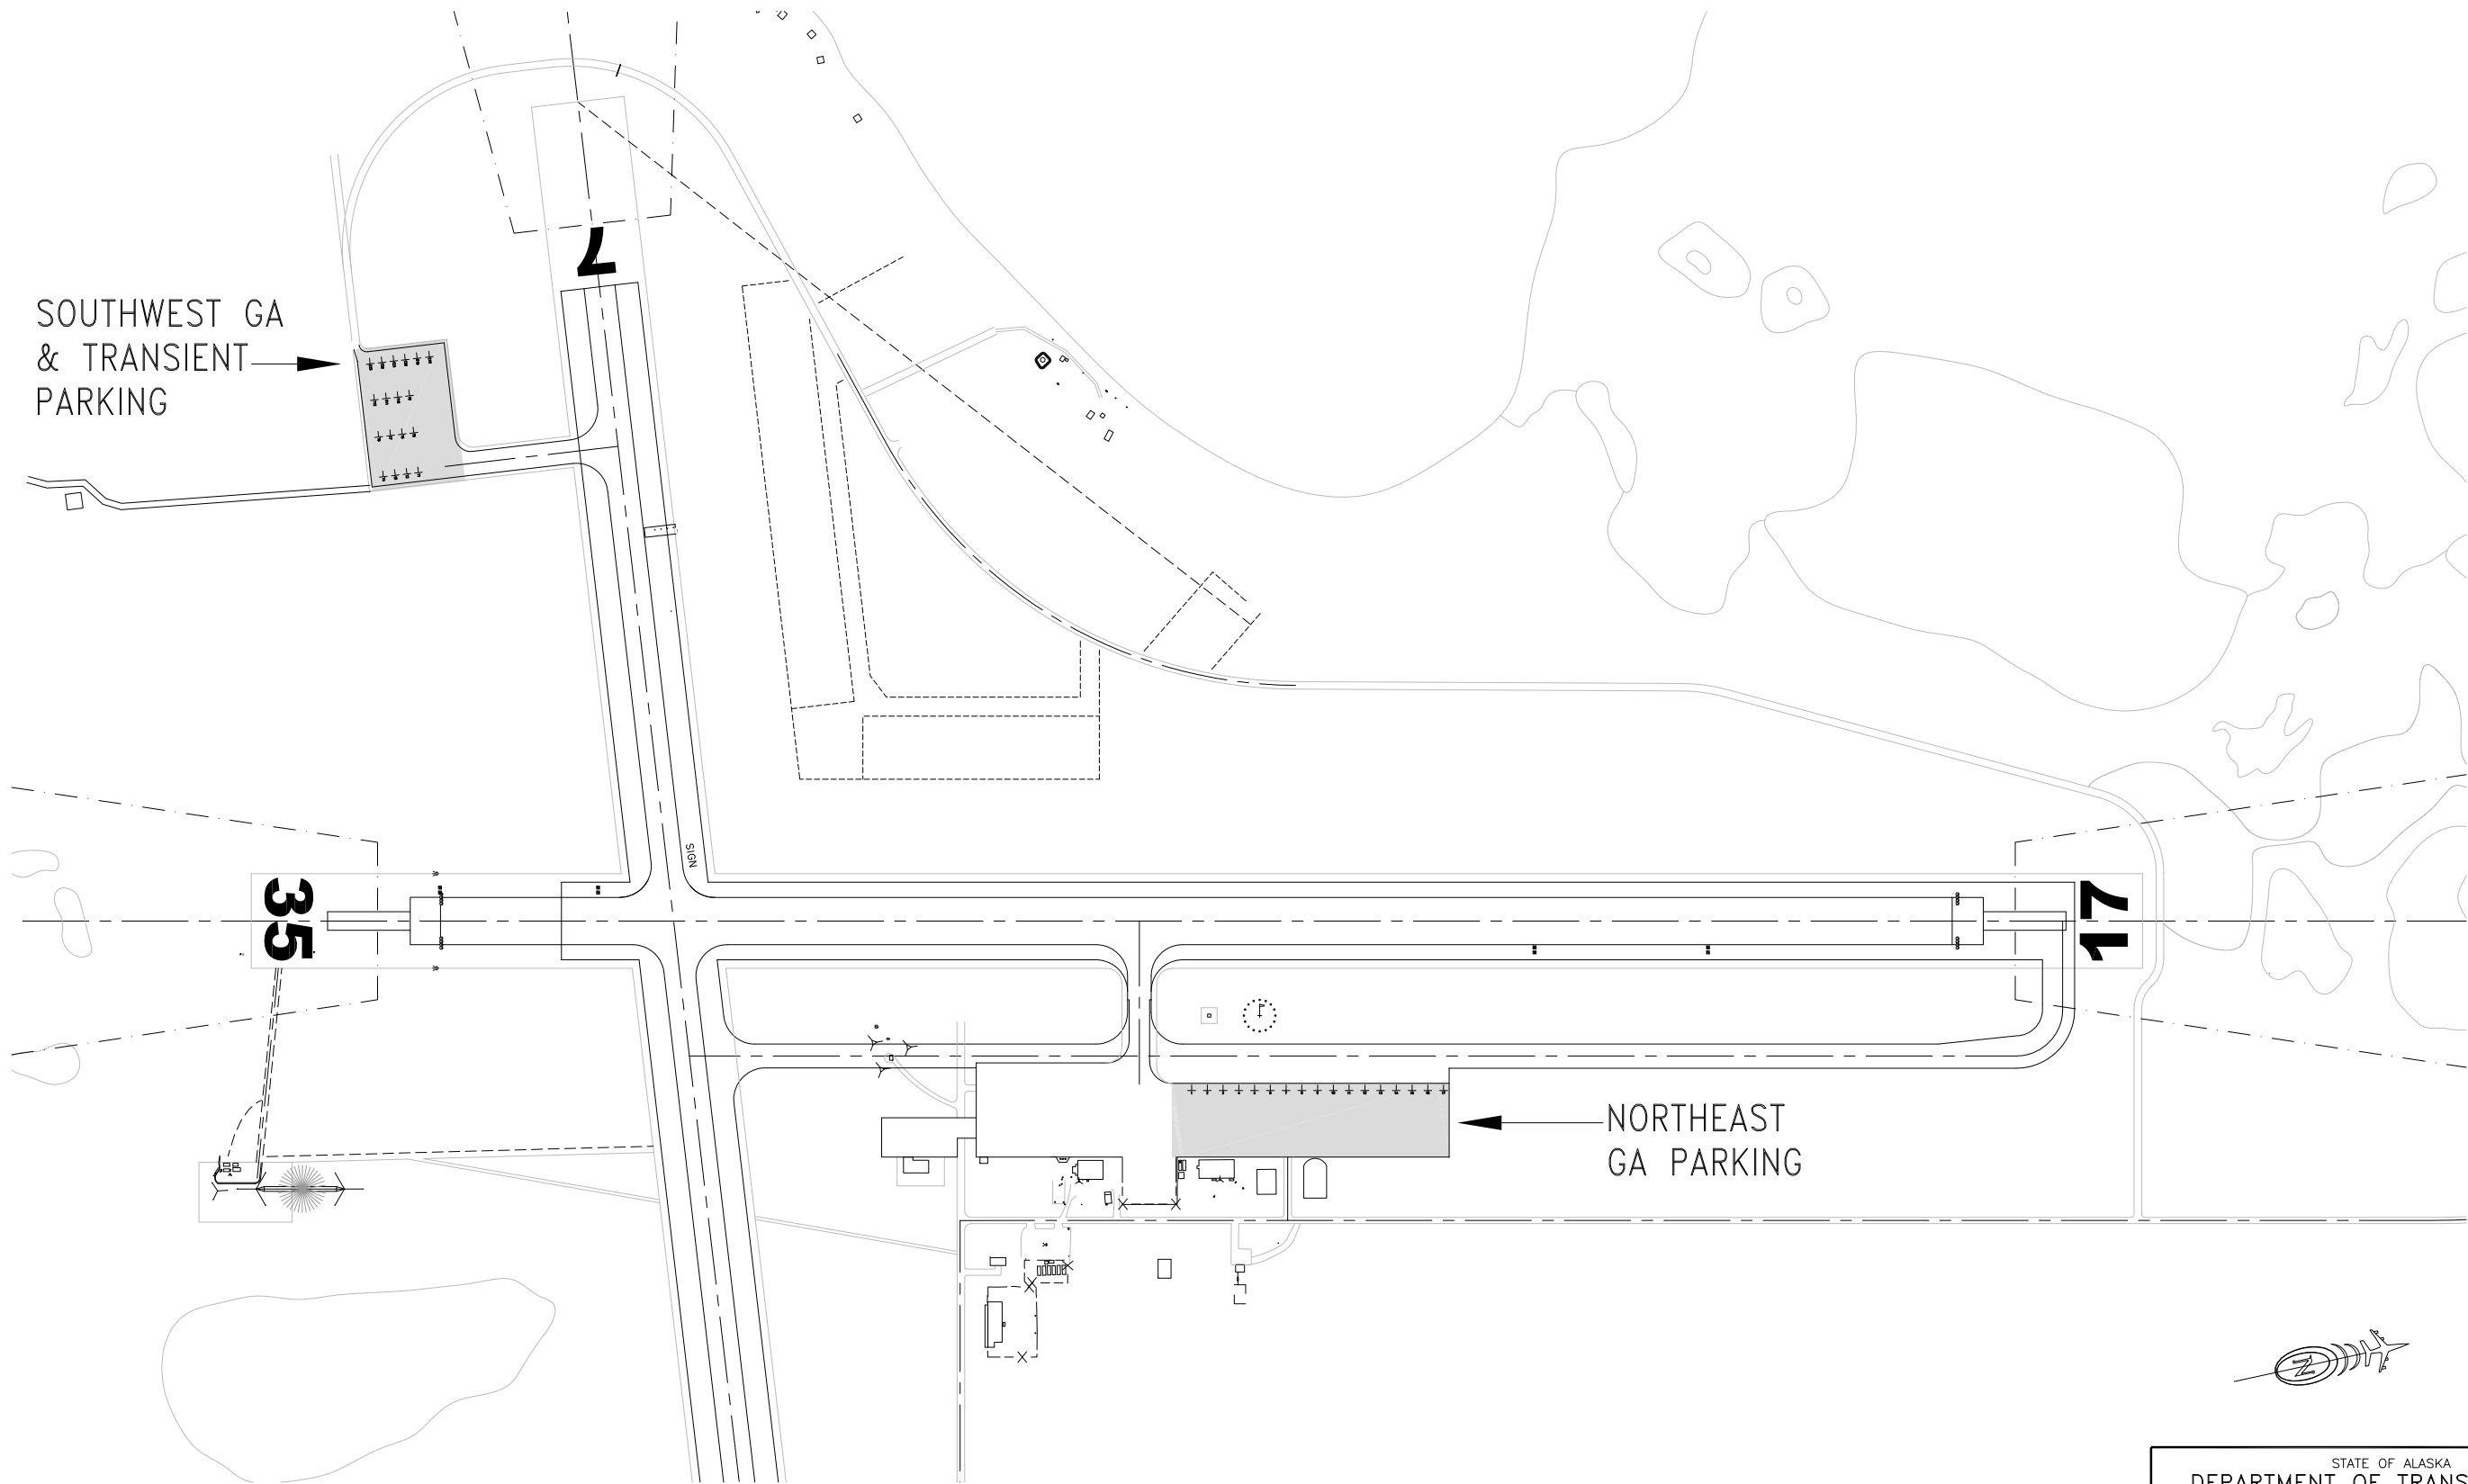 7
SOUTHWEST GA
& TRANSIENT
PARKING
SIGN
35
17
NORTHEAST
GA PARKING
N
STATE OF ALASKA